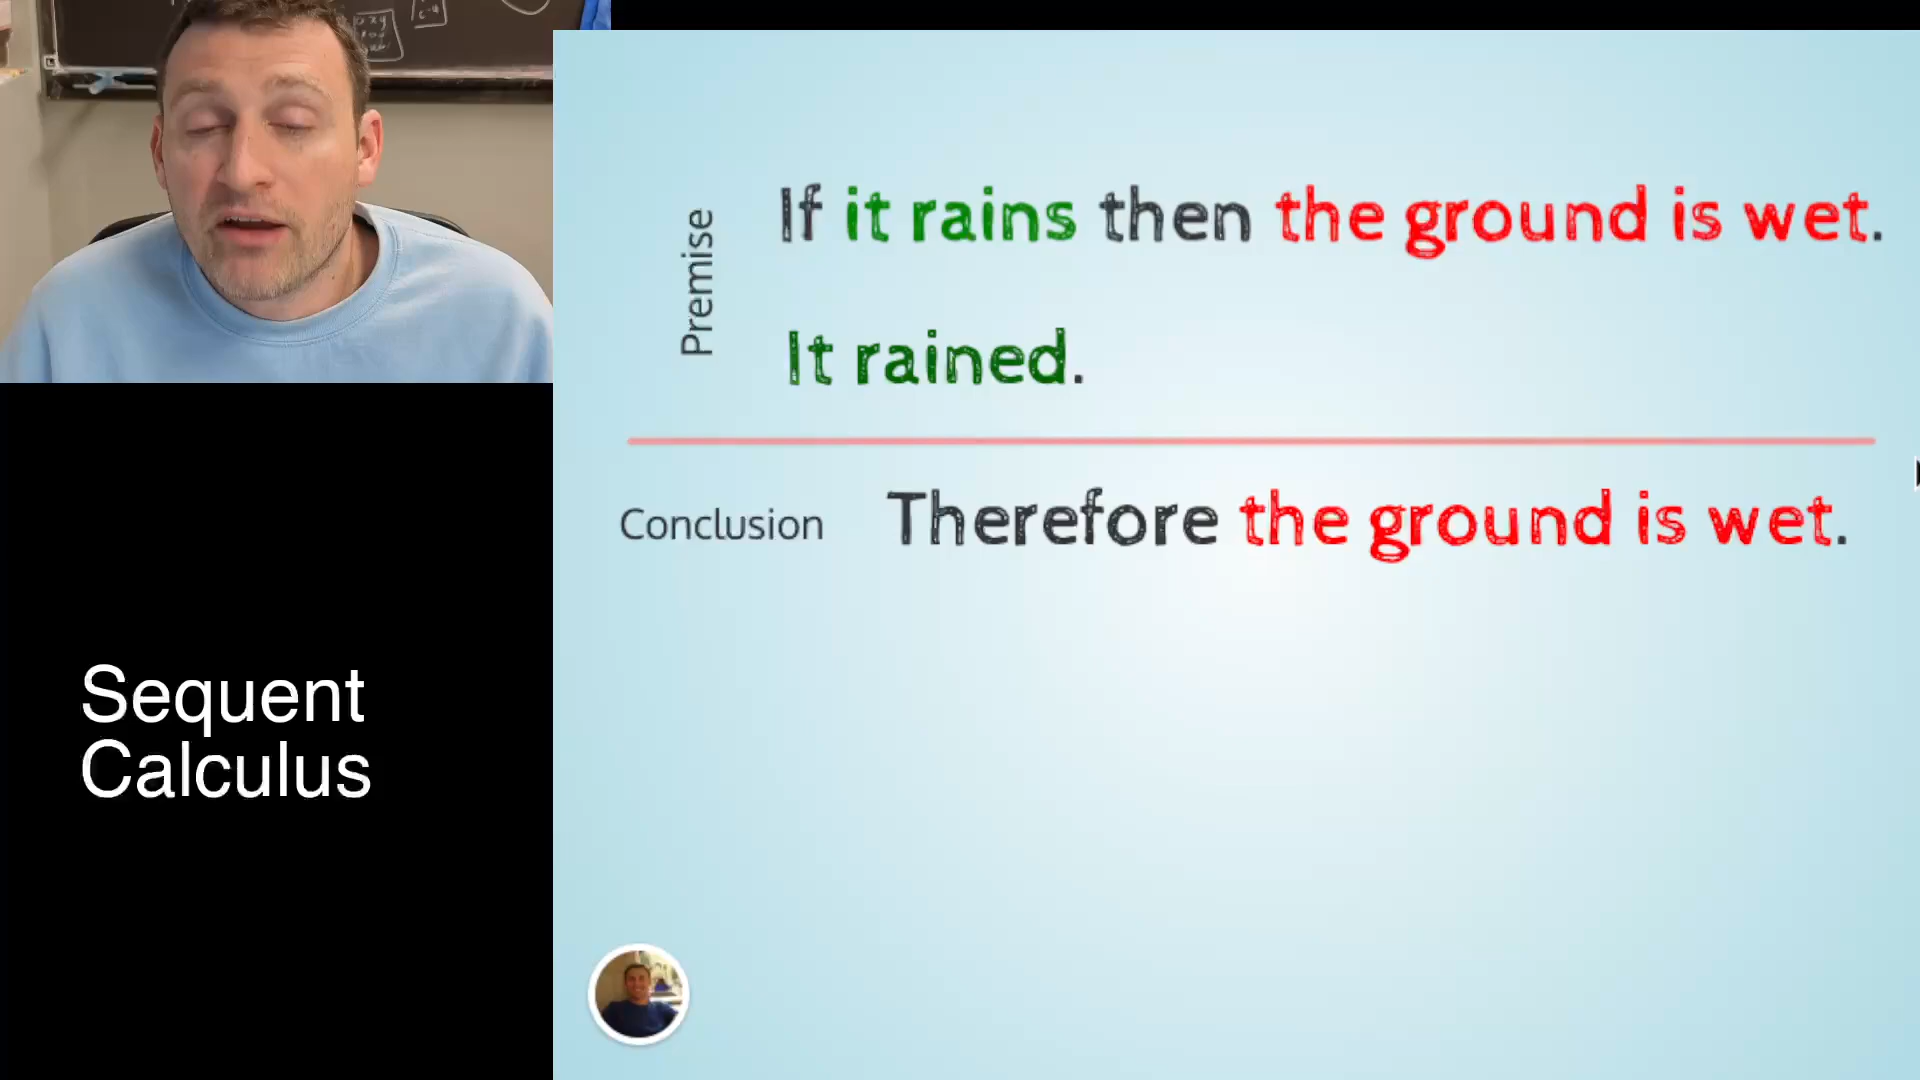 Premise
If it rains then the ground is wet.
It rained.
Conclusion
Therefore the ground is wet.
Sequent
Calculus